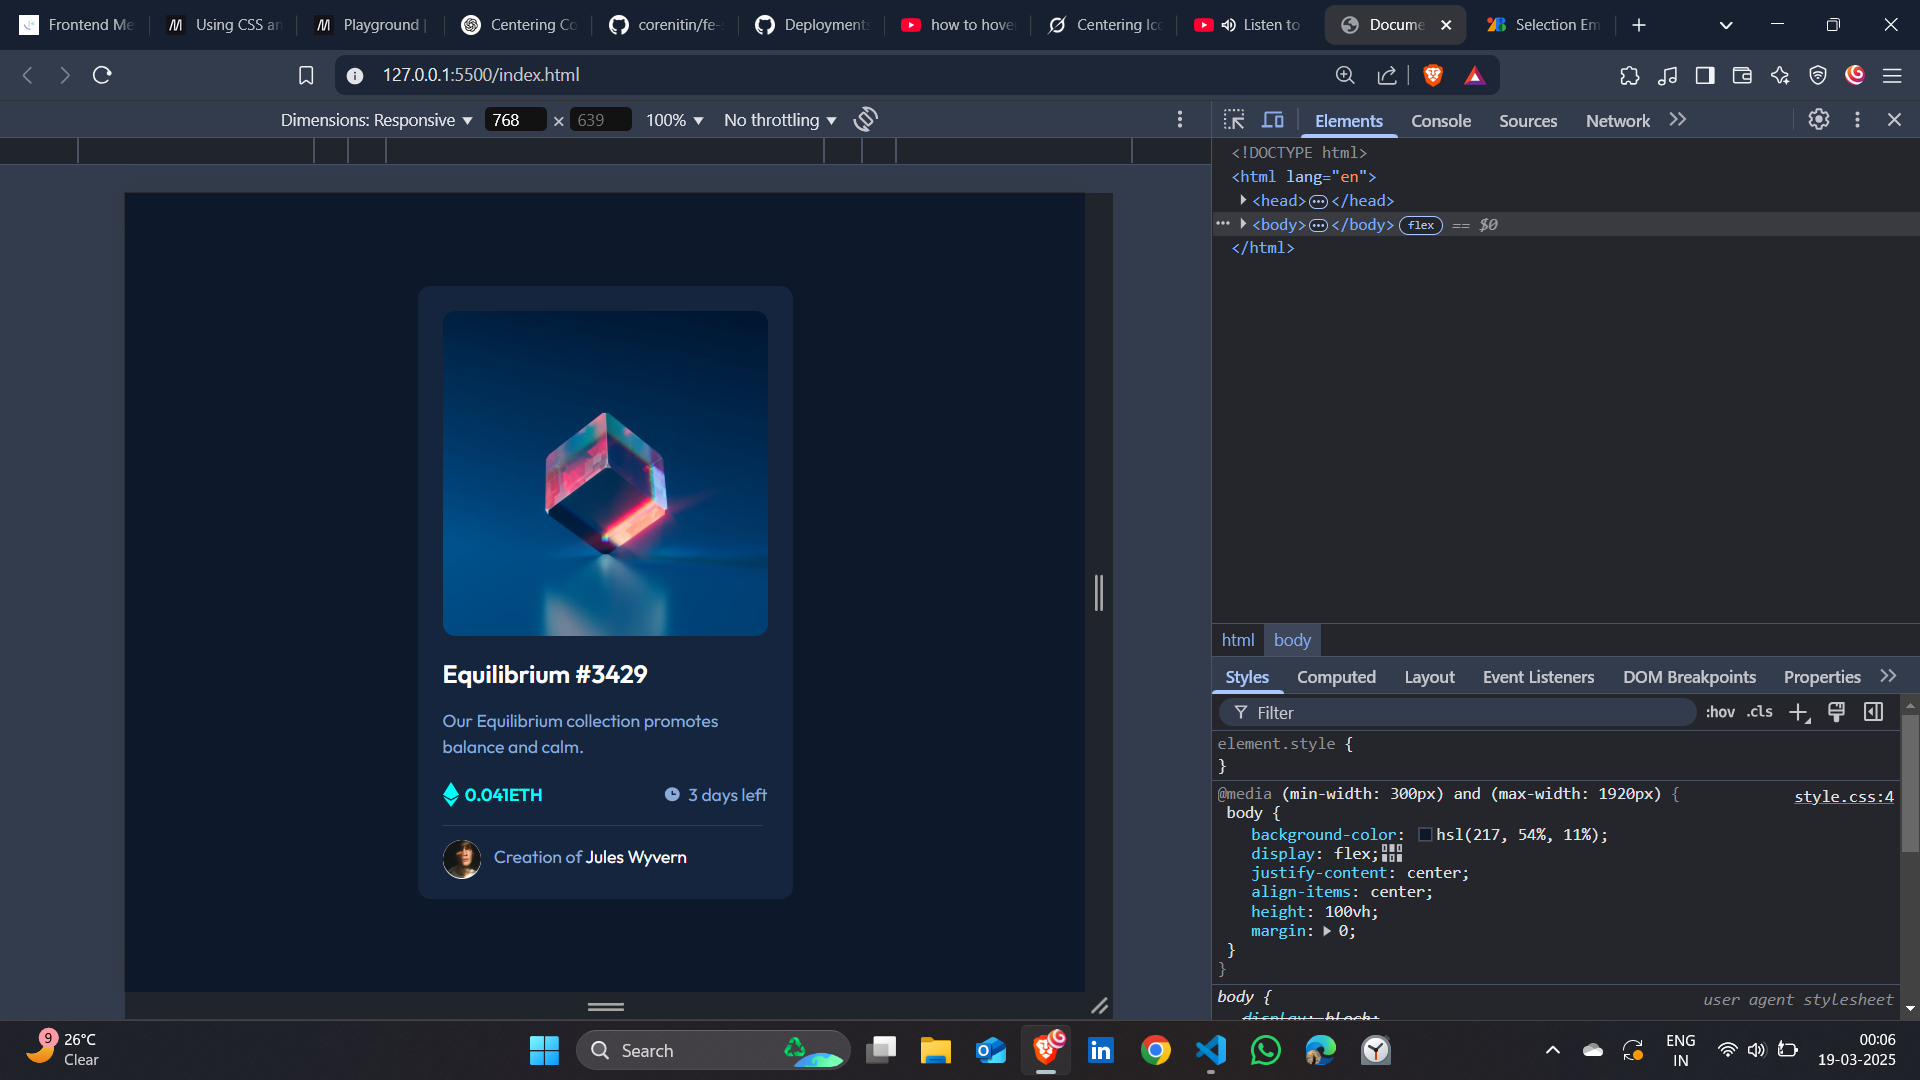 Frontend Me
Using CSS an
Playground |
Centering Co
corenitin/fe-
Deployments
how to hove
Centering Ic
Listen to
Docume
Selection Em
127.0.0.1:5500/index.html
Dimensions: Responsive
768 × 639
100%
No throttling
Elements
Console
Sources
Network
<!DOCTYPE html>
<html lang="en">
<head> ••• </head>
••• <body> ••• </body> flex == $0
</html>
Equilibrium #3429
Our Equilibrium collection promotes
balance and calm.
0.041ETH
3 days left
Creation of Jules Wyvern
html body
Styles
Computed
Layout
Event Listeners
DOM Breakpoints
Properties
Filter
:hov .cls
element.style {
}
@media (min-width: 300px) and (max-width: 1920px) {
style.css:4
body {
background-color: hsl(217, 54%, 11%);
display: flex;
justify-content: center;
align-items: center;
height: 100vh;
margin: 0;
}
}
body {
user agent stylesheet
display: block;
9
26°C
Clear
Search
ENG
IN
00:06
19-03-2025